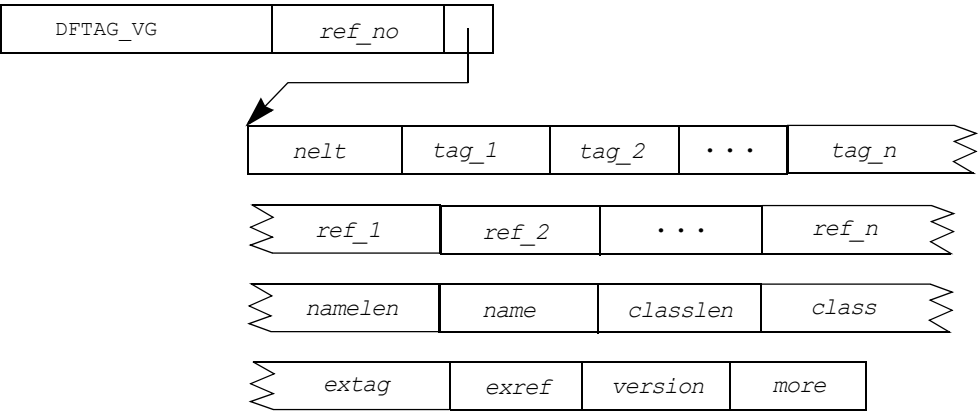 DFTAG_VG ref_no
nelt tag_1 tag_2 ··· tag_n
ref_1 ref_2 ··· ref_n
namelen name classlen class
extag exref version more